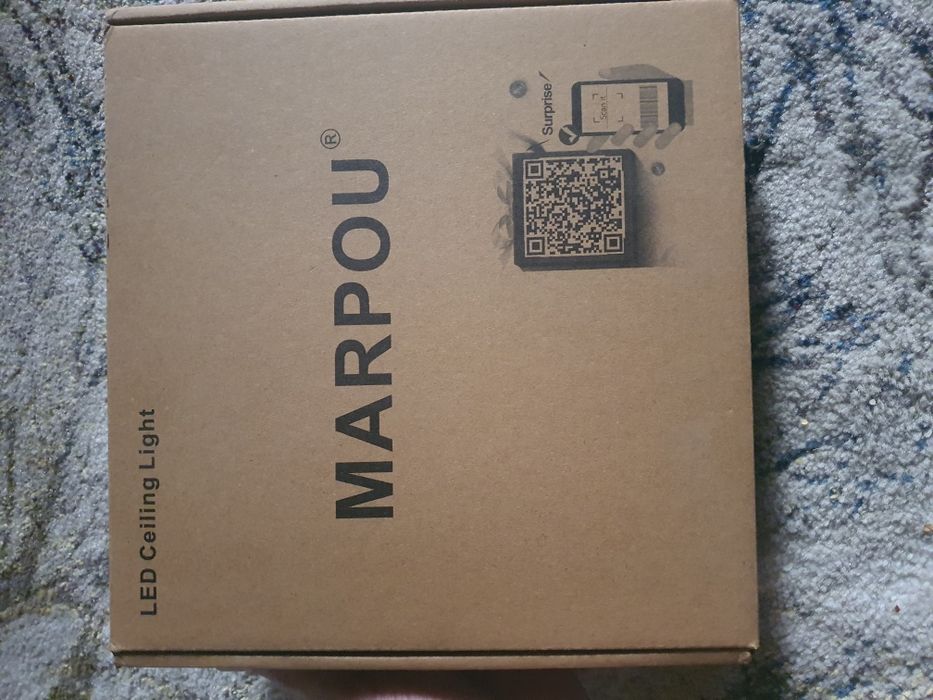 LED Ceiling Light
MARPOU®
Surprise
Scan it